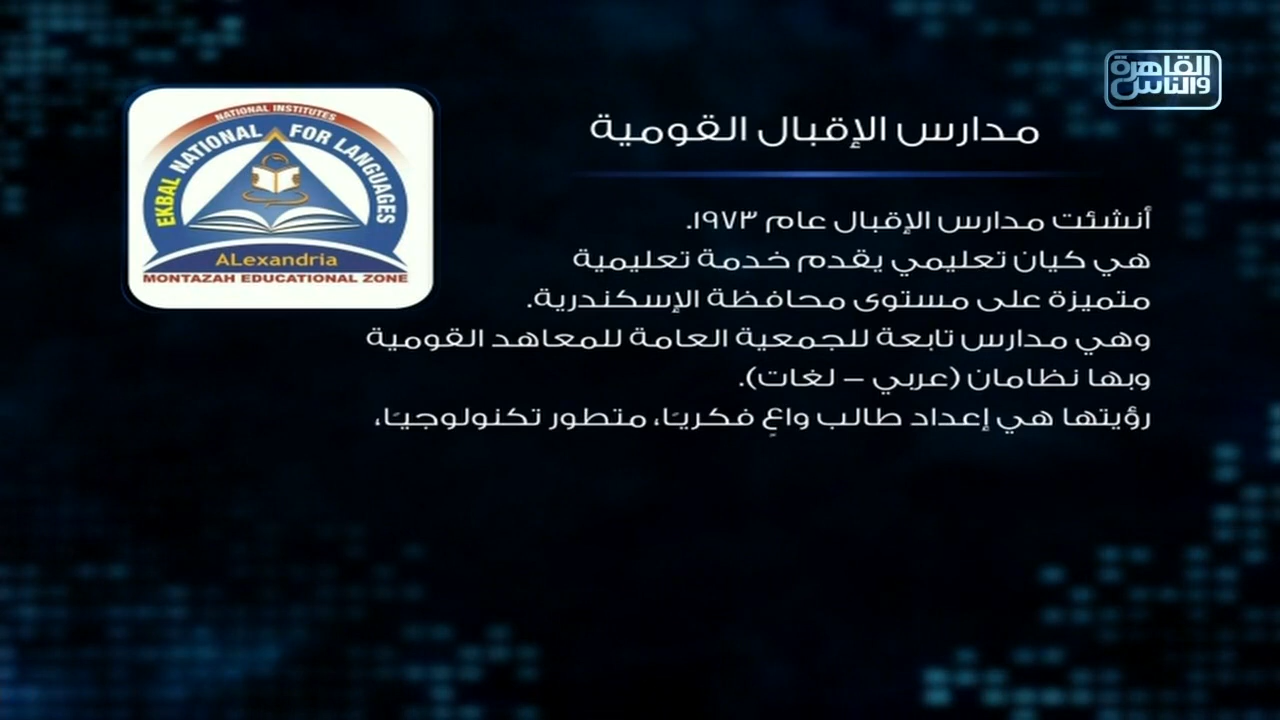 القاهرة
والناس
مدارس الإقبال القومية
NATIONAL INSTITUTES
EKBAL NATIONAL FOR LANGUAGES
ALexandria
MONTAZAH EDUCATIONAL ZONE
أنشئت مدارس الإقبال عام ١٩٧٣.
هي كيان تعليمي يقدم خدمة تعليمية
متميزة على مستوى محافظة الإسكندرية.
وهي مدارس تابعة للجمعية العامة للمعاهد القومية
وبها نظامان (عربي – لغات).
رؤيتها هي إعداد طالب واعٍ فكريًا، متطور تكنولوجيًا،